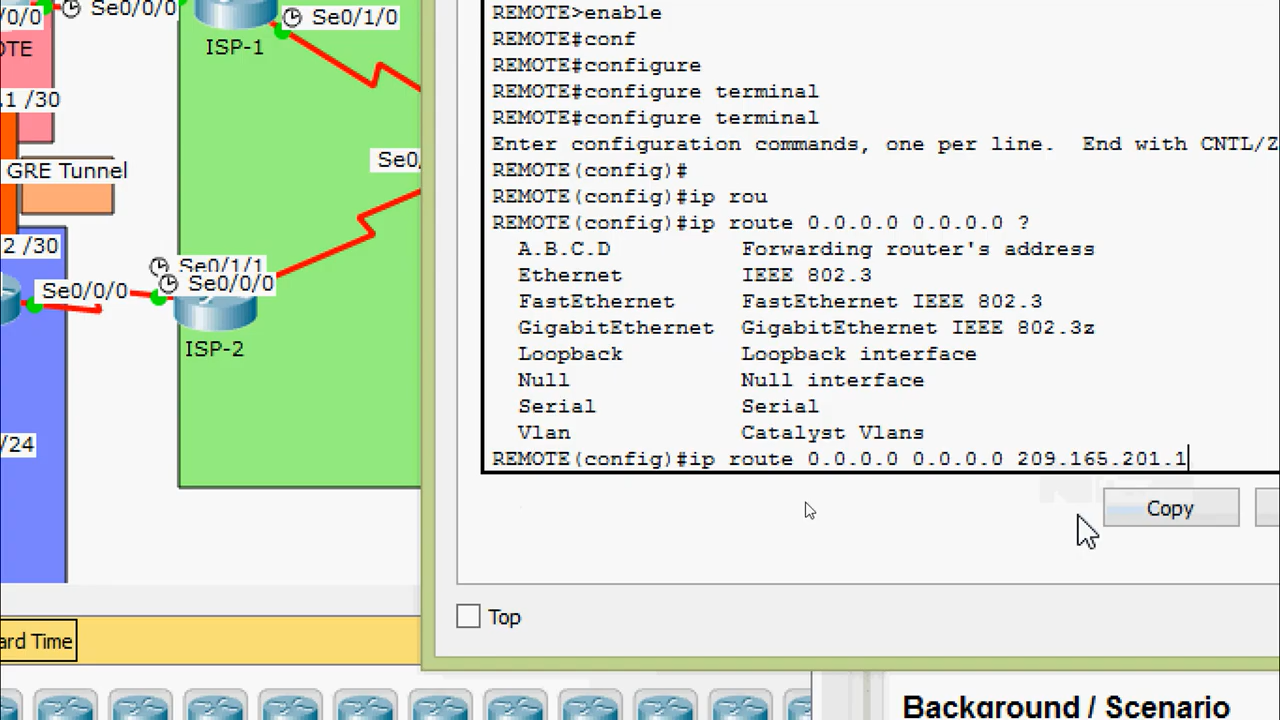 /0/0
Se0/0/0
Se0/1/0
OTE
ISP-1
.1 /30
Se0/
GRE Tunnel
2 /30
Se0/1/1
Se0/0/0
Se0/0/0
ISP-2
/24
REMOTE>enable
REMOTE#conf
REMOTE#configure
REMOTE#configure terminal
REMOTE#configure terminal
Enter configuration commands, one per line.  End with CNTL/Z
REMOTE(config)#
REMOTE(config)#ip rou
REMOTE(config)#ip route 0.0.0.0 0.0.0.0 ?
A.B.C.D Forwarding router's address
Ethernet IEEE 802.3
FastEthernet FastEthernet IEEE 802.3
GigabitEthernet GigabitEthernet IEEE 802.3z
Loopback Loopback interface
Null Null interface
Serial Serial
Vlan Catalyst Vlans
REMOTE(config)#ip route 0.0.0.0 0.0.0.0 209.165.201.1
Copy
Top
ard Time
Background / Scenario